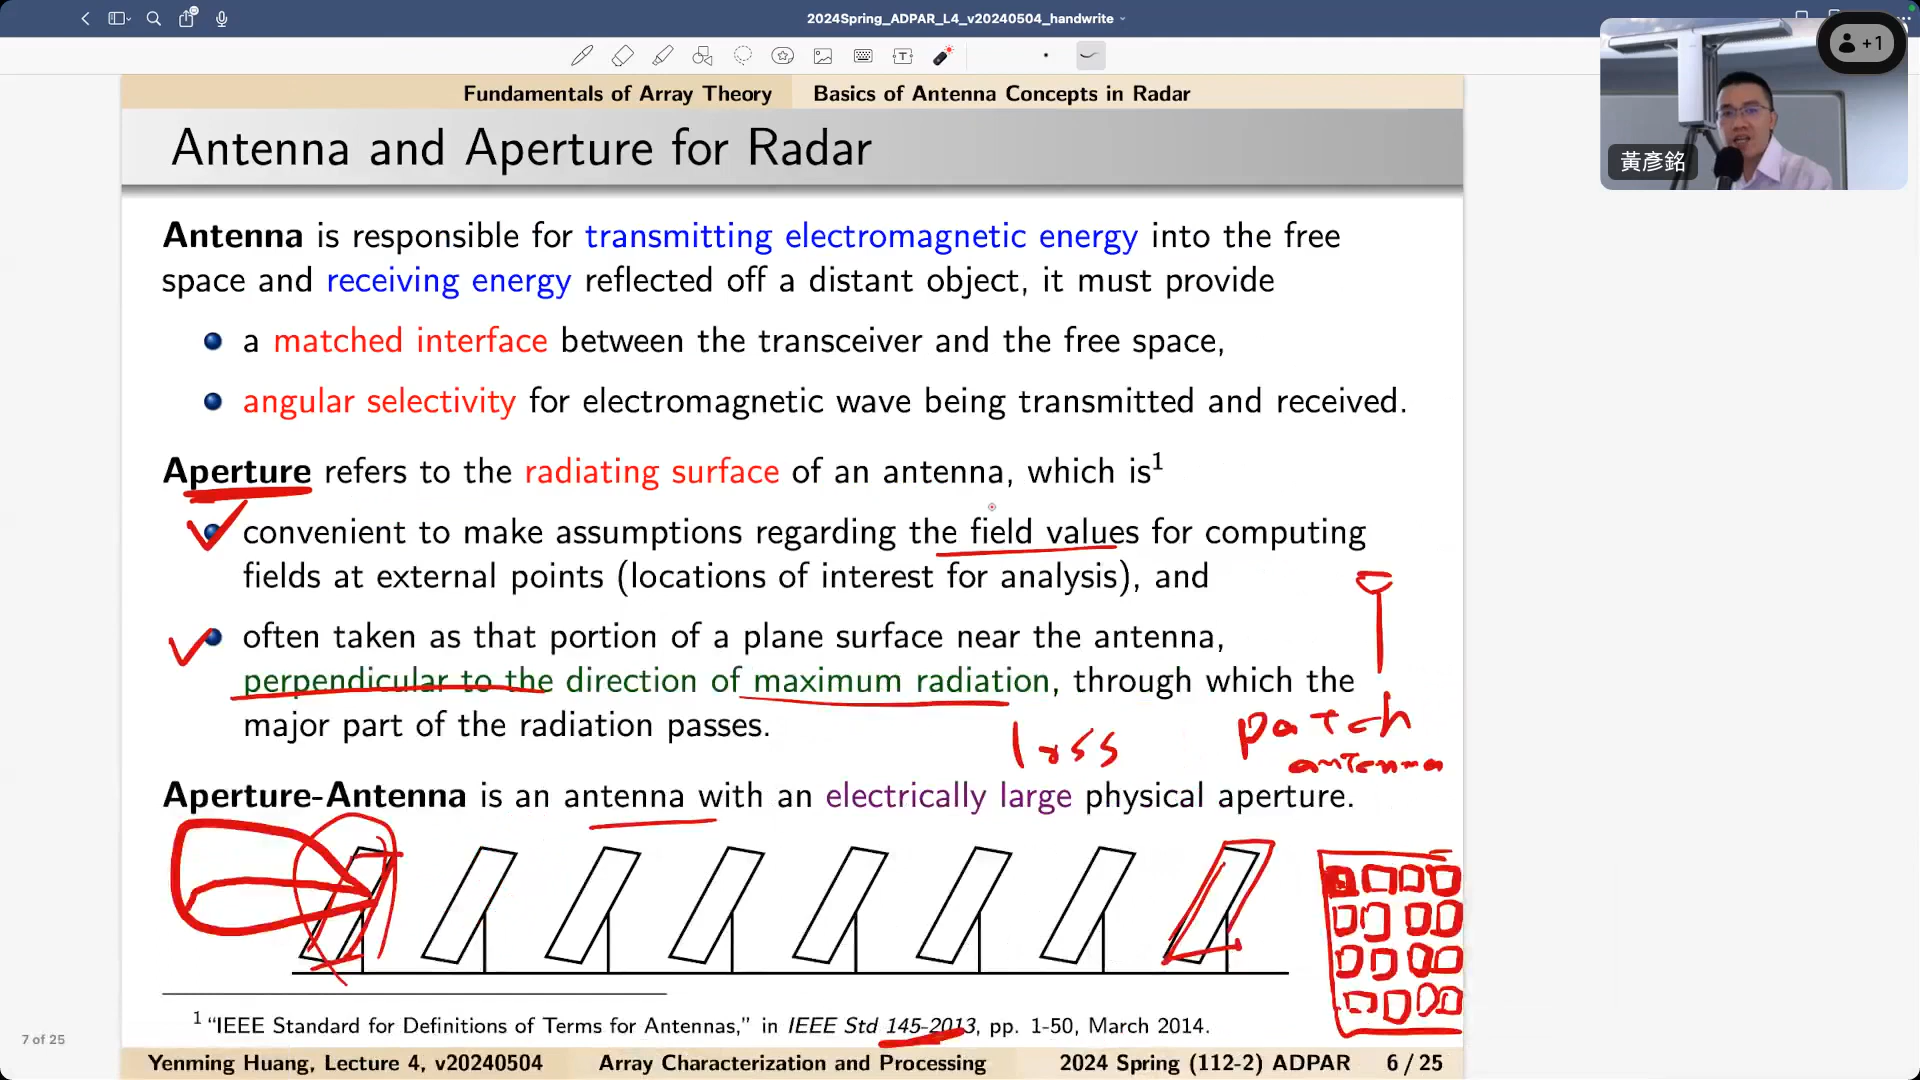 2024Spring_ADPAR_L4_v20240504_handwrite
+1
黃彥銘
Fundamentals of Array Theory Basics of Antenna Concepts in Radar
Antenna and Aperture for Radar
Antenna is responsible for transmitting electromagnetic energy into the free
space and receiving energy reflected off a distant object, it must provide
a matched interface between the transceiver and the free space,
angular selectivity for electromagnetic wave being transmitted and received.
Aperture refers to the radiating surface of an antenna, which is1
convenient to make assumptions regarding the field values for computing
fields at external points (locations of interest for analysis), and
often taken as that portion of a plane surface near the antenna,
perpendicular to the direction of maximum radiation, through which the
major part of the radiation passes.
loss
patch
antenna
Aperture-Antenna is an antenna with an electrically large physical aperture.
1 "IEEE Standard for Definitions of Terms for Antennas," in IEEE Std 145-2013, pp. 1-50, March 2014.
7 of 25
Yenming Huang, Lecture 4, v20240504 Array Characterization and Processing 2024 Spring (112-2) ADPAR 6 / 25